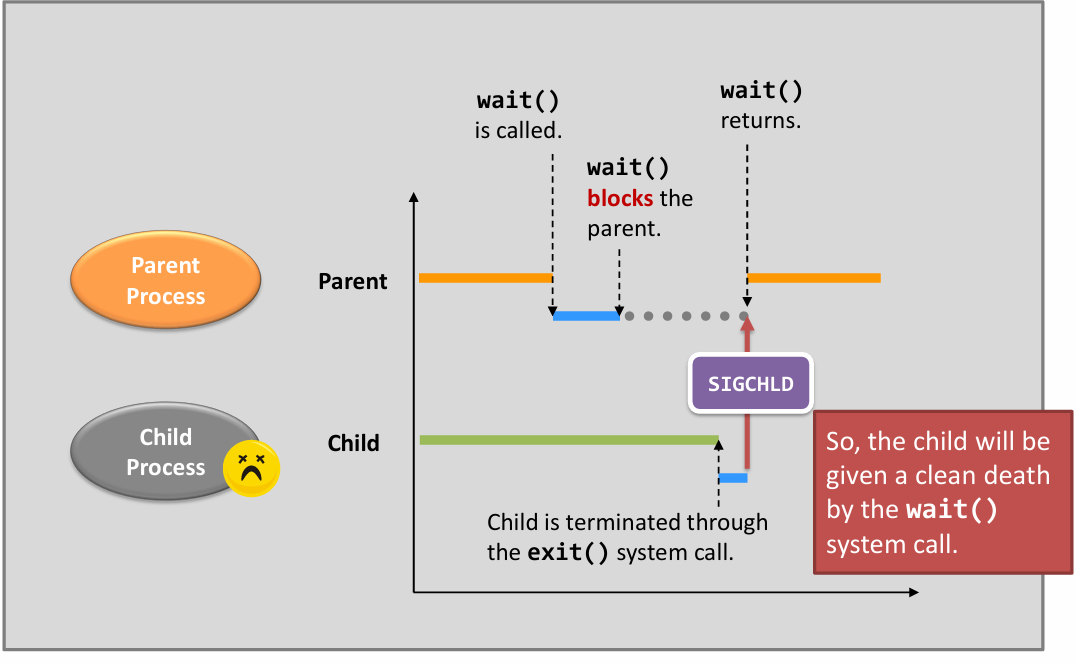 wait()
is called.
wait()
returns.
wait()
blocks the
parent.
Parent
Process
Parent
SIGCHLD
Child
Process
Child
So, the child will be
given a clean death
by the wait()
system call.
Child is terminated through
the exit() system call.